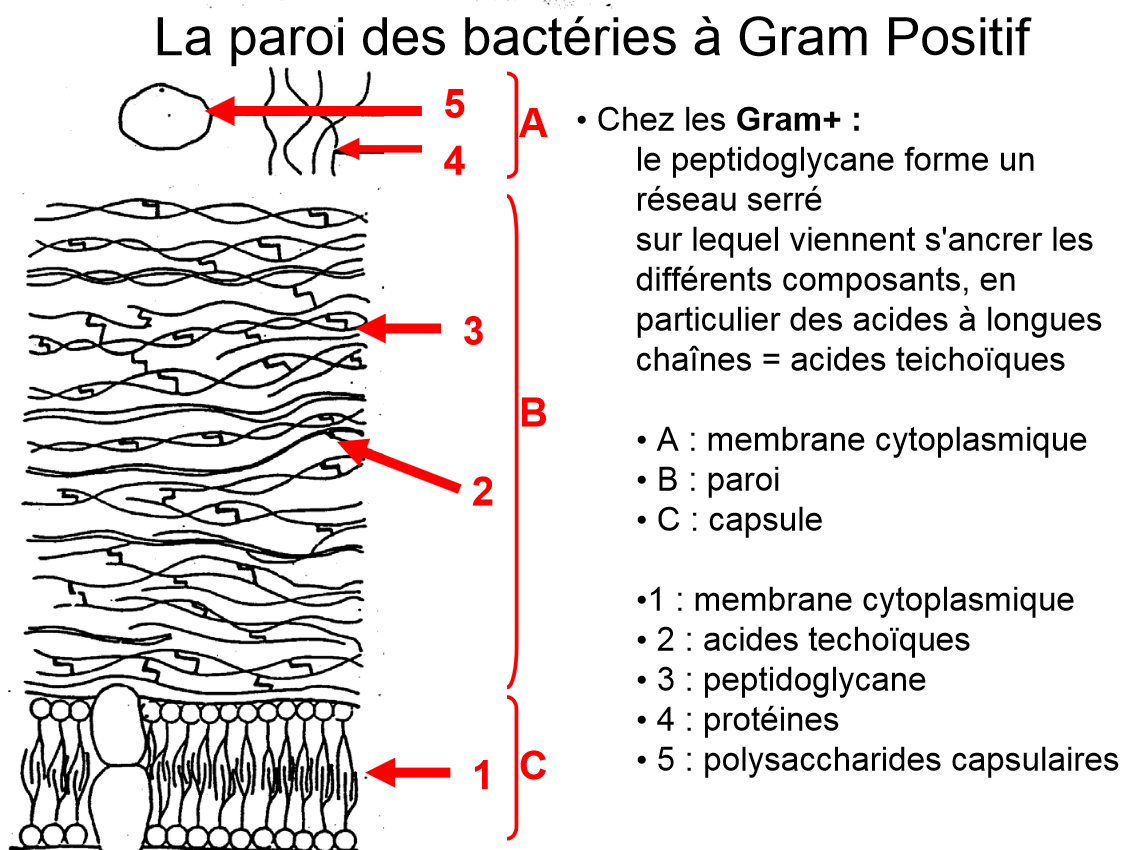 La paroi des bactéries à Gram Positif
5
4
A
3
B
2
1
C
• Chez les Gram+ :
le peptidoglycane forme un
réseau serré
sur lequel viennent s'ancrer les
différents composants, en
particulier des acides à longues
chaînes = acides teichoïques
• A : membrane cytoplasmique
• B : paroi
• C : capsule
•1 : membrane cytoplasmique
• 2 : acides techoïques
• 3 : peptidoglycane
• 4 : protéines
• 5 : polysaccharides capsulaires